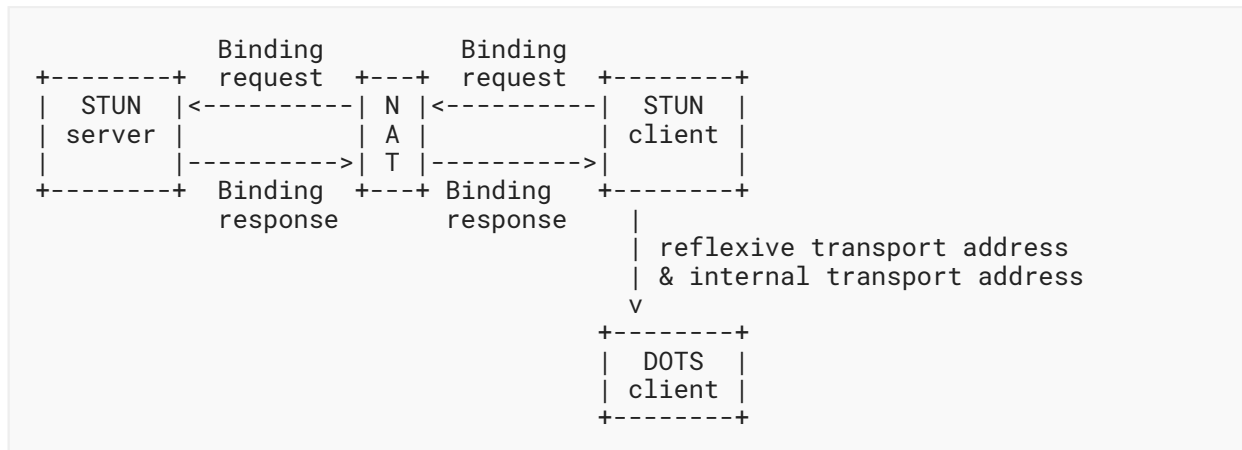 Binding            Binding
+--------+  request  +---+  request  +--------+
|  STUN  |<----------| N |<----------|  STUN  |
| server |           | A |           | client |
|        |---------->| T |---------->|        |
+--------+  Binding  +---+ Binding   +--------+
            response       response    |
                                       | reflexive transport address
                                       | & internal transport address
                                       v
                                     +--------+
                                     |  DOTS  |
                                     | client |
                                     +--------+